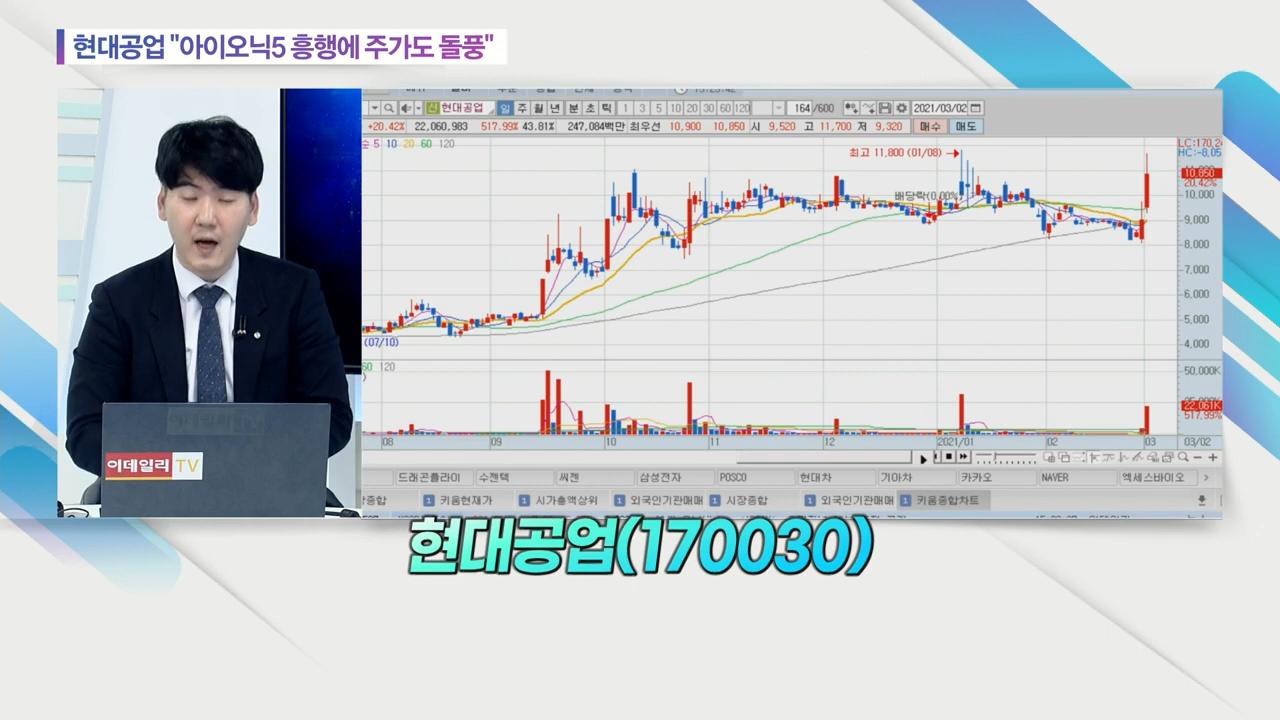 현대공업 "아이오닉5 흥행에 주가도 돌풍"
신 현대공업 일 주 월 년 분 초 틱 1 3 5 10 20 30 60 120 164 /600 2021/03/02
+20.42% 22,060,983 517.99% 43.81% 247,084백만 최우선 10,900 10,850 시 9,520 고 11,700 저 9,320 매수 매도
5 10 20 60 120
최고 11,800 (01/08)
LC:170,2
HC:-8,05
10,850
20.42%
배당락(0.00%)
10,000
9,000
8,000
7,000
6,000
5,000
4,000
(07/10)
60 120
50,000K
22,061K
517.99%
08 09 10 11 12 2021/01 02 03 03/02
이데일리 TV
드래곤플라이 수젠텍 씨젠 삼성전자 POSCO 현대차 기아차 카카오 NAVER 엑세스바이오
1 키움현재가 1 시가총액상위 1 외국인기관매매 1 시장종합 1 외국인기관매매 1 키움종합차트
현대공업(170030)